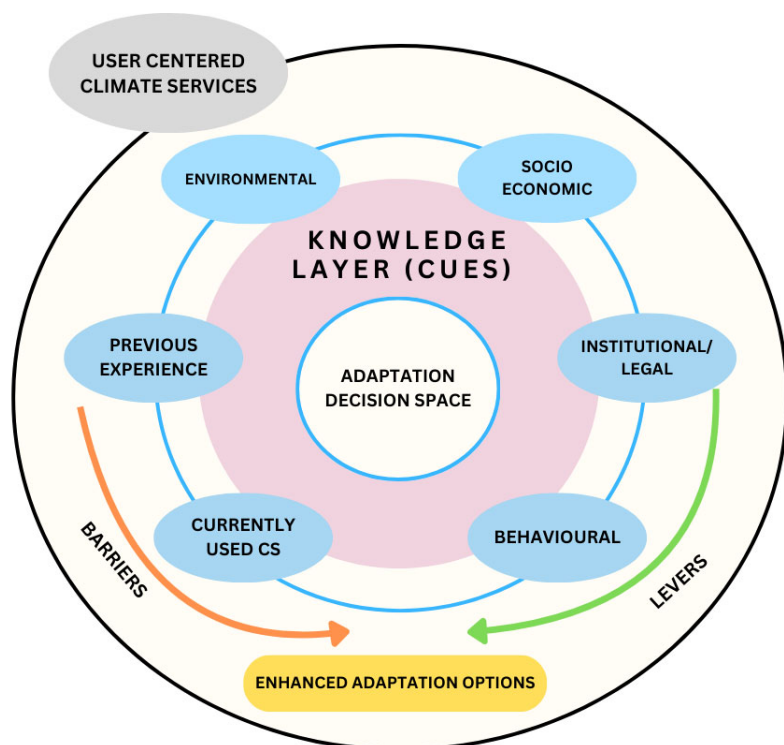 USER CENTERED
CLIMATE SERVICES
ENVIRONMENTAL
SOCIO
ECONOMIC
KNOWLEDGE
LAYER (CUES)
PREVIOUS
EXPERIENCE
INSTITUTIONAL/
LEGAL
ADAPTATION
DECISION SPACE
CURRENTLY
USED CS
BEHAVIOURAL
BARRIERS
LEVERS
ENHANCED ADAPTATION OPTIONS